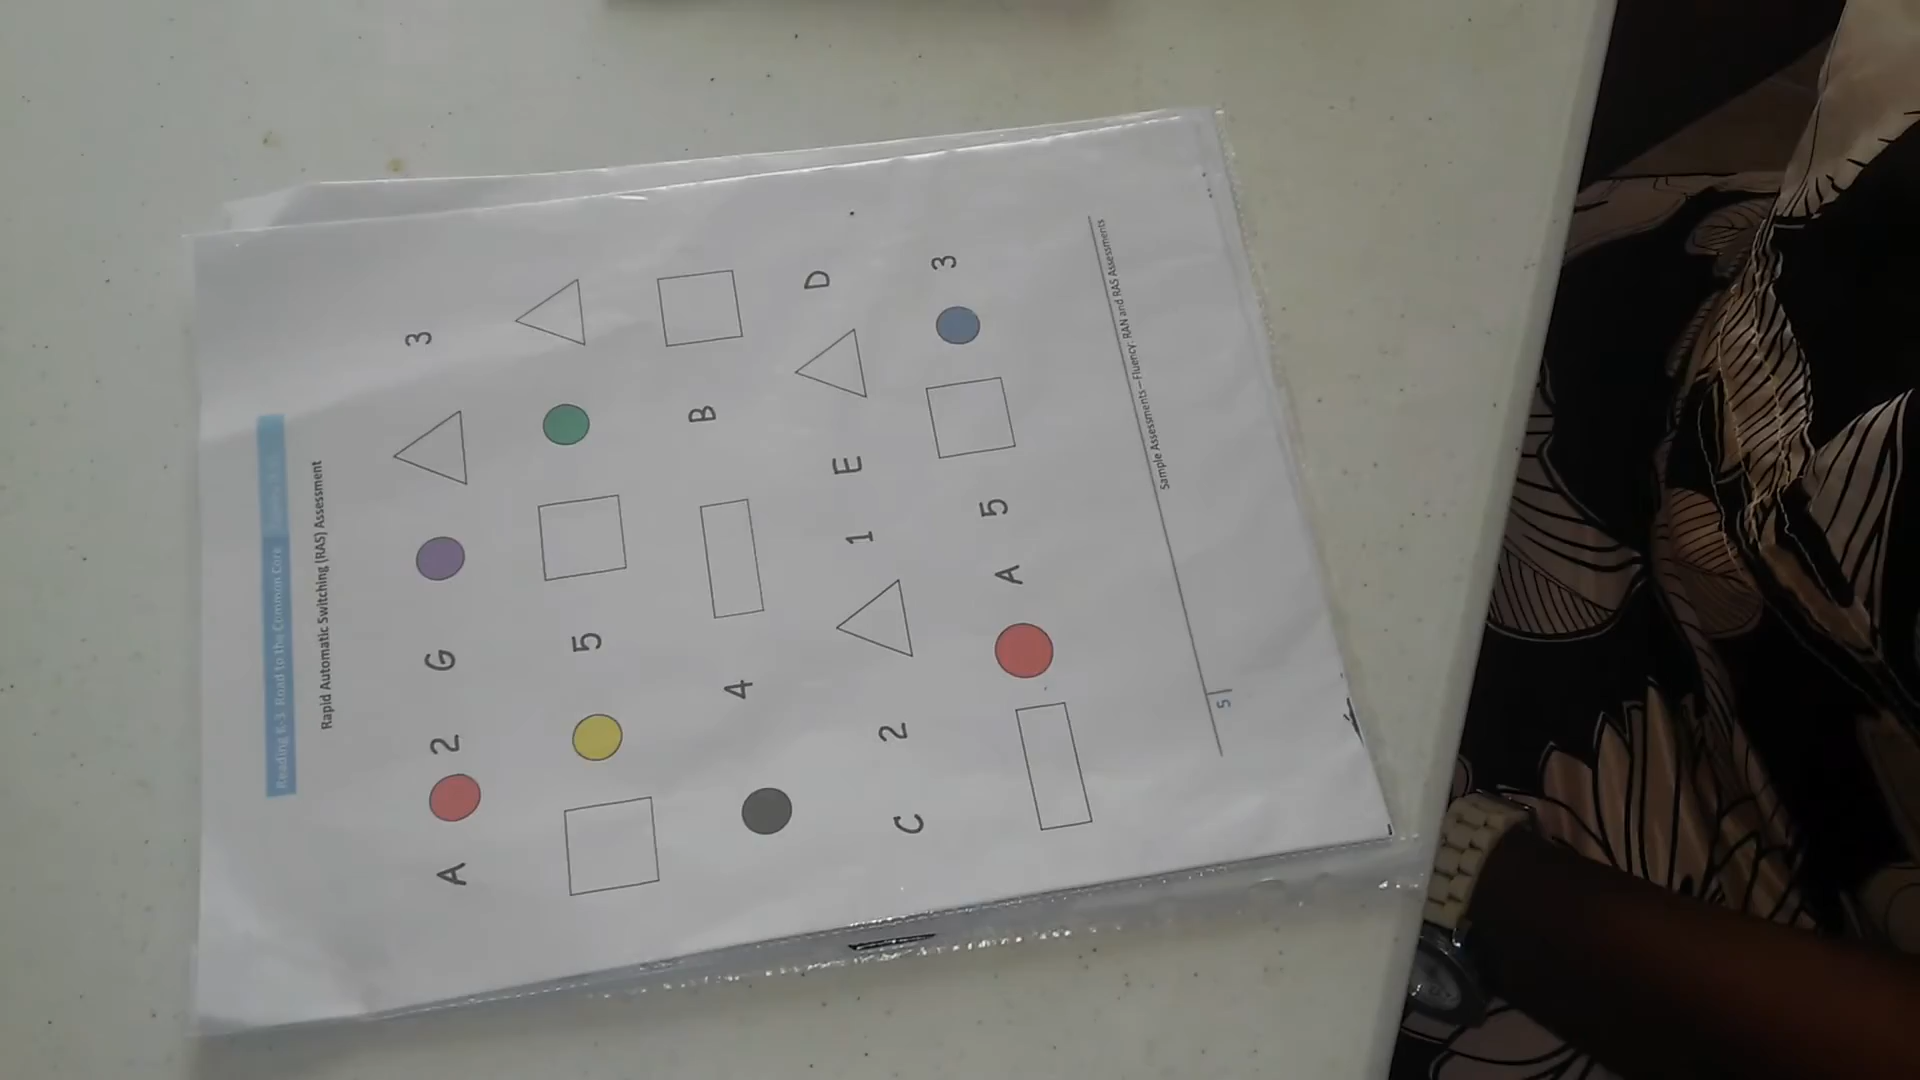 Reading K-3 Road to the Common Core
Rapid Automatic Switching (RAS) Assessment
A 2 G 3
5
4 B
C 2 1 E D
A 5 3
Sample Assessments—Fluency: RAN and RAS Assessments
5